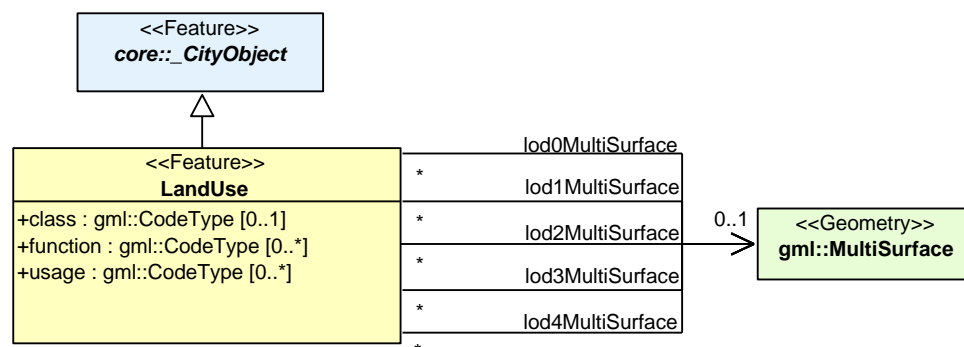 <<Feature>>
core::_CityObject
<<Feature>>
LandUse
+class : gml::CodeType [0..1]
+function : gml::CodeType [0..*]
+usage : gml::CodeType [0..*]
lod0MultiSurface
*
lod1MultiSurface
*
lod2MultiSurface
*
lod3MultiSurface
*
lod4MultiSurface
*
0..1
<<Geometry>>
gml::MultiSurface